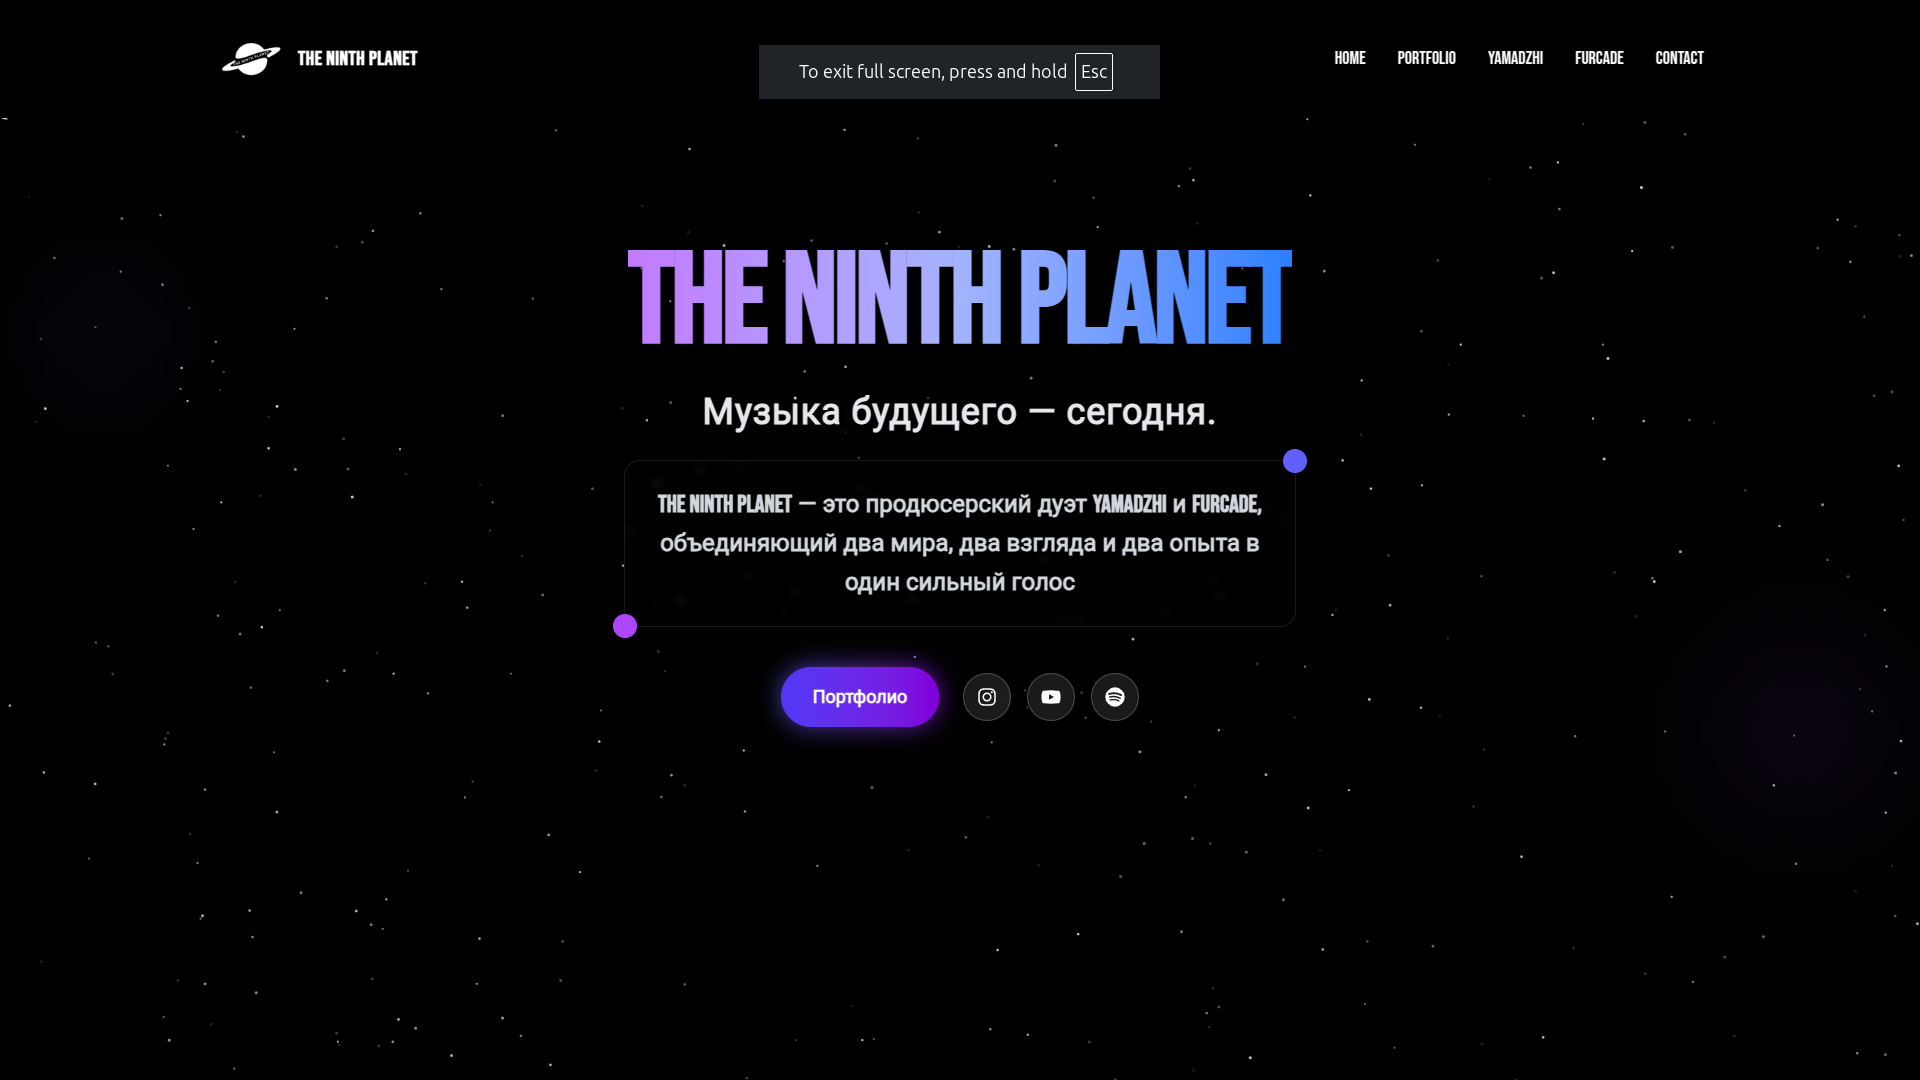 THE NINTH PLANET
To exit full screen, press and hold Esc
HOME PORTFOLIO YAMADZHI FURCADE CONTACT
THE NINTH PLANET
Музыка будущего — сегодня.
THE NINTH PLANET — это продюсерский дуэт YAMADZHI и FURCADE,
объединяющий два мира, два взгляда и два опыта в
один сильный голос
Портфолио